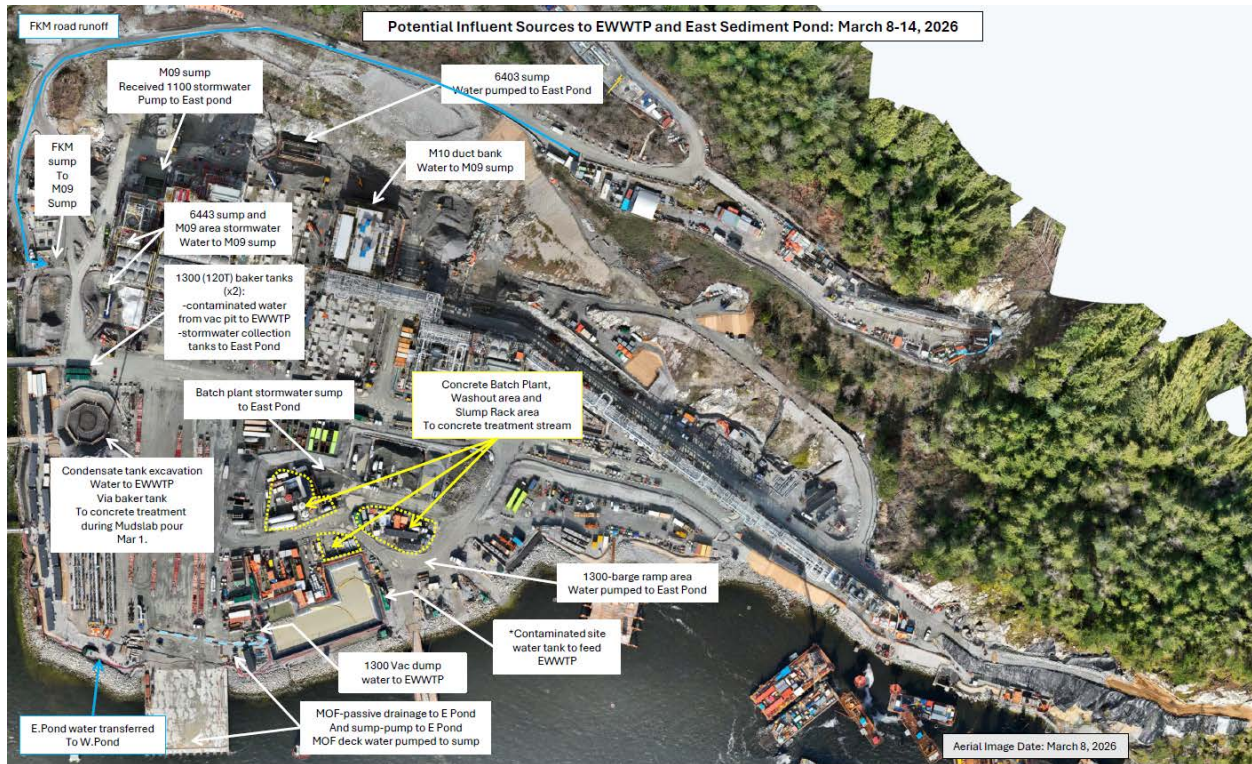 FKM road runoff
Potential Influent Sources to EWWTP and East Sediment Pond: March 8-14, 2026
M09 sump
Received 1100 stormwater
Pump to East pond
6403 sump
Water pumped to East Pond
FKM
sump
To
M09
Sump
M10 duct bank
Water to M09 sump
6443 sump and
M09 area stormwater
Water to M09 sump
1300 (120T) baker tanks
(x2):
-contaminated water
from vac pit to EWWTP
-stormwater collection
tanks to East Pond
Batch plant stormwater sump
to East Pond
Concrete Batch Plant,
Washout area and
Slump Rack area
To concrete treatment stream
Condensate tank excavation
Water to EWWTP
Via baker tank
To concrete treatment
during Mudslab pour
Mar 1.
1300-barge ramp area
Water pumped to East Pond
*Contaminated site
water tank to feed
EWWTP
1300 Vac dump
water to EWWTP
E.Pond water transferred
To W.Pond
MOF-passive drainage to E Pond
And sump-pump to E Pond
MOF deck water pumped to sump
Aerial Image Date: March 8, 2026